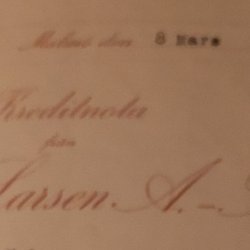 Malmö den 8 Mars
Kreditnota
från
Larsen. A.-